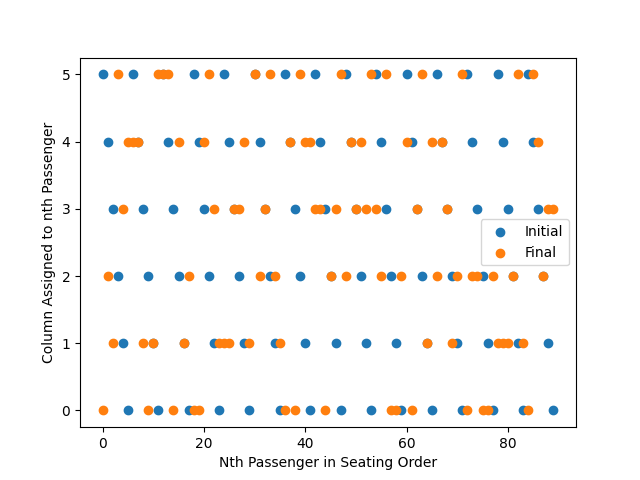 Column Assigned to nth Passenger
5
4
3
2
1
0
0
20
40
60
80
Nth Passenger in Seating Order
Initial
Final